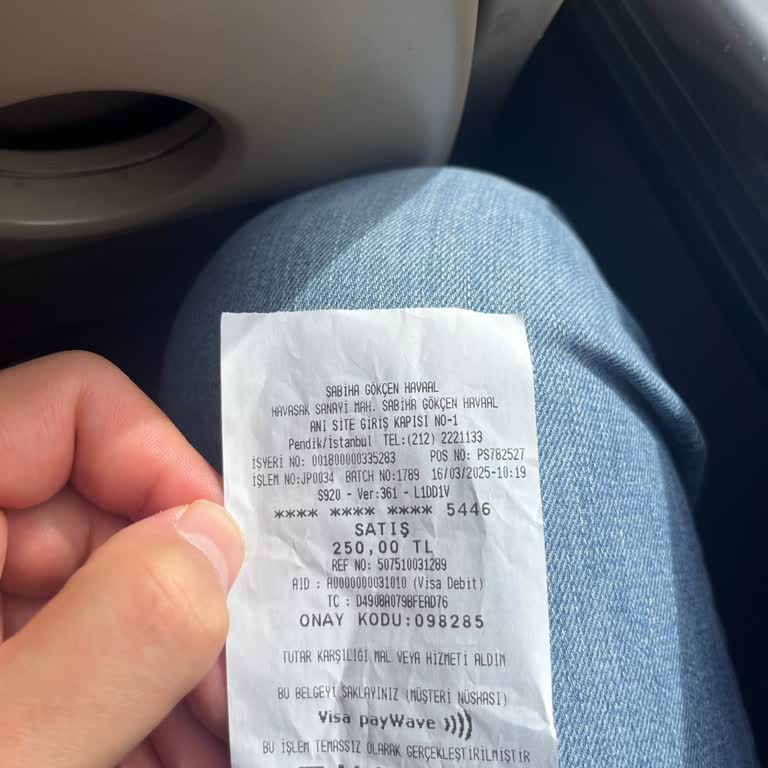 SABİHA GÖKÇEN HAVAAL
HAVASAK SANAYİ MAH. SABİHA GÖKÇEN HAVAAL
ANI SITE GİRİŞ KAPISI NO-1
Pendik/istanbul TEL:(212) 2221133
İŞYERİ NO: 001800000335283 POS NO: PS782527
İŞLEM NO:JP0034 BATCH NO:1789 16/03/2025-10:19
S920 - Ver:361 - L1DD1V
**** **** **** 5446
SATIŞ
250,00 TL
REF NO: 507510031289
AID : A0000000031010 (Visa Debit)
TC : D4908A079BFEAD76
ONAY KODU:098285
TUTAR KARŞILIĞI MAL VEYA HİZMETİ ALDIM
BU BELGEYİ SAKLAYINIZ (MÜŞTERİ NÜSHASI)
Visa payWave
BU İŞLEM TEMASSIZ OLARAK GERÇEKLEŞTİRİLMİŞTİR